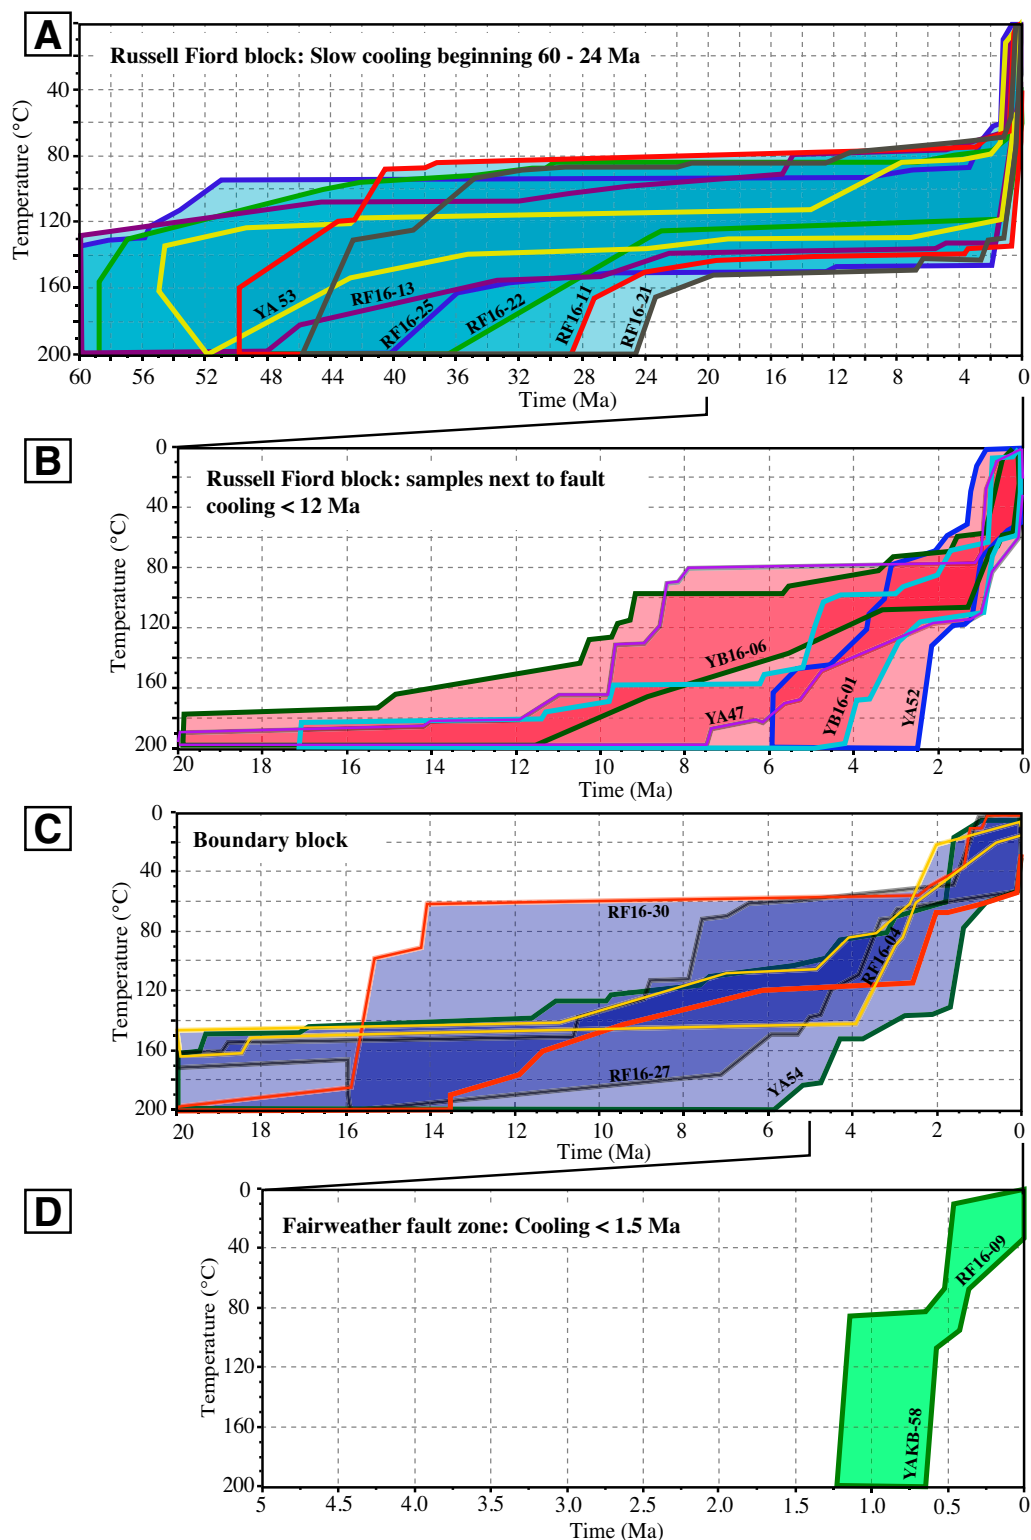 A
Russell Fiord block: Slow cooling beginning 60 - 24 Ma
Temperature (°C)
40
80
120
160
200
YA 53
RF16-13
RF16-25
RF16-22
RF16-11
RF16-21
60 56 52 48 44 40 36 32 28 24 20 16 12 8 4 0
Time (Ma)
B
Russell Fiord block: samples next to fault
cooling < 12 Ma
Temperature (°C)
0
40
80
120
160
200
YB16-06
YA47
YB16-01
YA52
20 18 16 14 12 10 8 6 4 2 0
Time (Ma)
C
Boundary block
Temperature (°C)
0
40
80
120
160
200
RF16-30
RF16-04
RF16-27
YA54
20 18 16 14 12 10 8 6 4 2 0
Time (Ma)
D
Fairweather fault zone: Cooling < 1.5 Ma
Temperature (°C)
0
40
80
120
160
200
RF16-09
YAKB-58
5 4.5 4.0 3.5 3.0 2.5 2.0 1.5 1.0 0.5 0
Time (Ma)